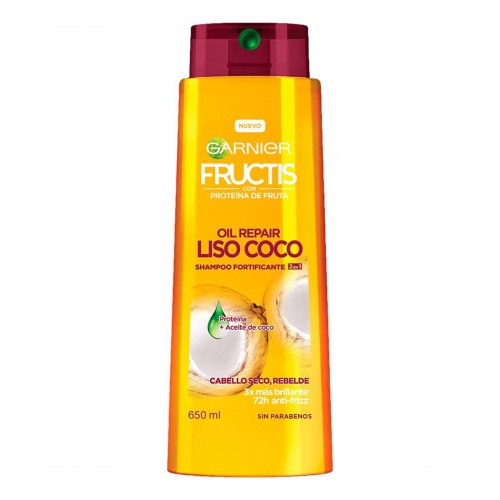 NUEVO
GARNIER
FRUCTIS
CON
PROTEÍNA DE FRUTA
OIL REPAIR
LISO COCO
SHAMPOO FORTIFICANTE 2en1
Proteína
+ Aceite de coco
CABELLO SECO, REBELDE
3x más brillante*
72h anti-frizz*
650 ml
SIN PARABENOS